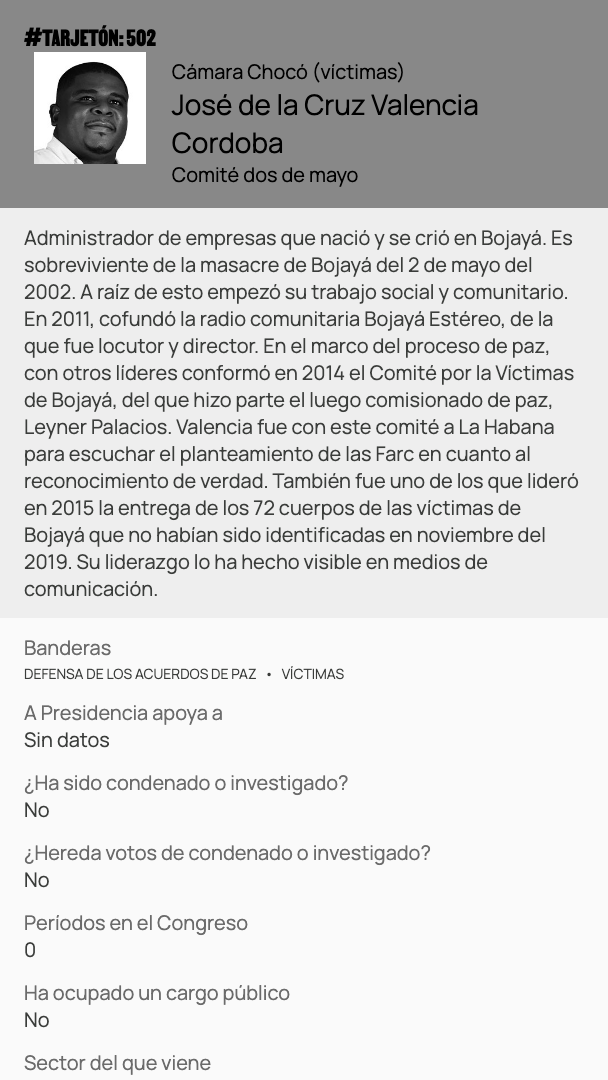 #TARJETÓN: 502
Cámara Chocó (víctimas)
José de la Cruz Valencia
Cordoba
Comité dos de mayo
Administrador de empresas que nació y se crió en Bojayá. Es
sobreviviente de la masacre de Bojayá del 2 de mayo del
2002. A raíz de esto empezó su trabajo social y comunitario.
En 2011, cofundó la radio comunitaria Bojayá Estéreo, de la
que fue locutor y director. En el marco del proceso de paz,
con otros líderes conformó en 2014 el Comité por la Víctimas
de Bojayá, del que hizo parte el luego comisionado de paz,
Leyner Palacios. Valencia fue con este comité a La Habana
para escuchar el planteamiento de las Farc en cuanto al
reconocimiento de verdad. También fue uno de los que lideró
en 2015 la entrega de los 72 cuerpos de las víctimas de
Bojayá que no habían sido identificadas en noviembre del
2019. Su liderazgo lo ha hecho visible en medios de
comunicación.
Banderas
DEFENSA DE LOS ACUERDOS DE PAZ • VÍCTIMAS
A Presidencia apoya a
Sin datos
¿Ha sido condenado o investigado?
No
¿Hereda votos de condenado o investigado?
No
Períodos en el Congreso
0
Ha ocupado un cargo público
No
Sector del que viene